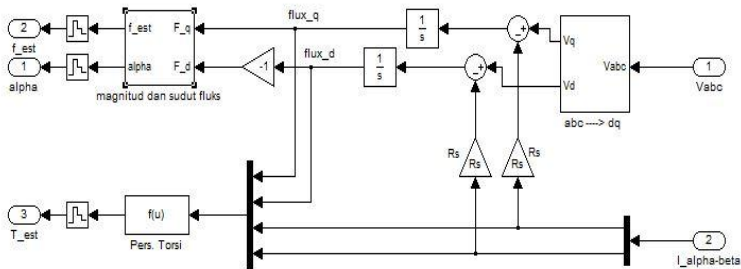 flux_q
2
f_est
f_est
F_q
1
s
-+
Vq
1
alpha
alpha
F_d
-1
flux_d
1
s
-+
Vd
Vabc
1
Vabc
magnitud dan sudut fluks
abc ----> dq
Rs
Rs
Rs
Rs
3
T_est
f(u)
Pers. Torsi
2
I_alpha-beta